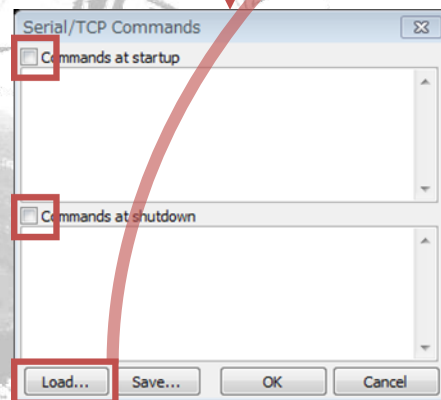 Serial/TCP Commands
Commands at startup
Commands at shutdown
Load... Save... OK Cancel